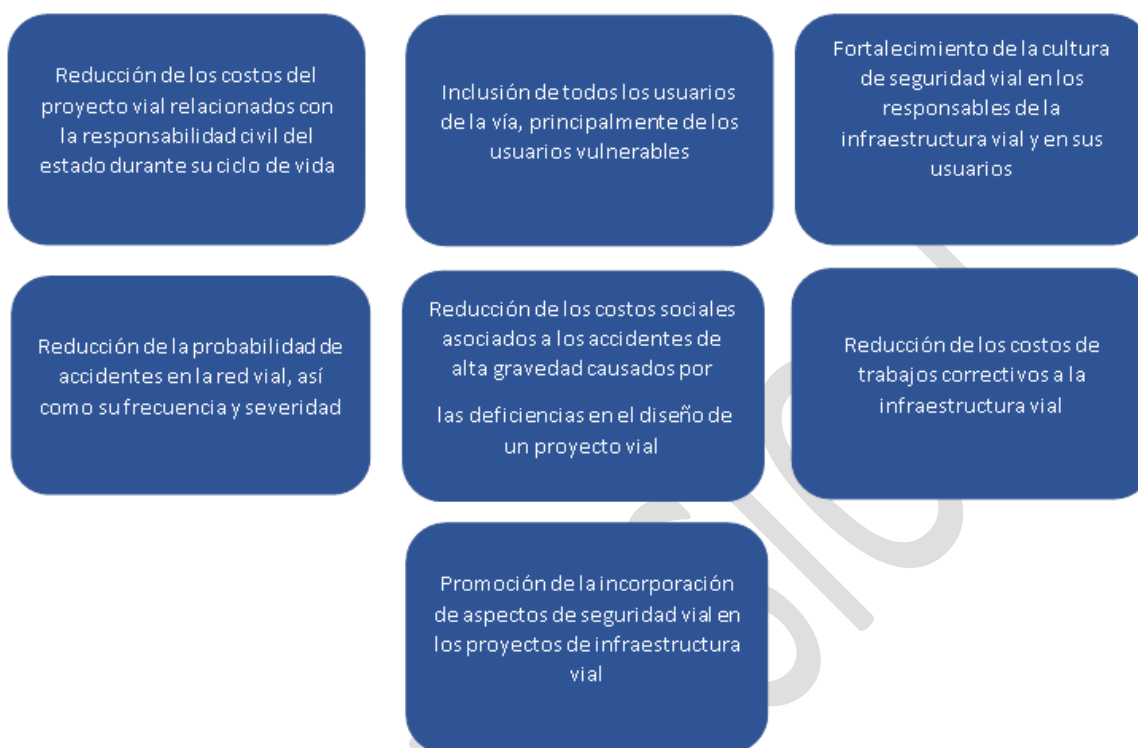 Reducción de los costos del
proyecto vial relacionados con
la responsabilidad civil del
estado durante su ciclo de vida
Inclusión de todos los usuarios
de la vía, principalmente de los
usuarios vulnerables
Fortalecimiento de la cultura
de seguridad vial en los
responsables de la
infraestructura vial y en sus
usuarios
Reducción de la probabilidad de
accidentes en la red vial, así
como su frecuencia y severidad
Reducción de los costos sociales
asociados a los accidentes de
alta gravedad causados por
las deficiencias en el diseño de
un proyecto vial
Reducción de los costos de
trabajos correctivos a la
infraestructura vial
Promoción de la incorporación
de aspectos de seguridad vial en
los proyectos de infraestructura
vial